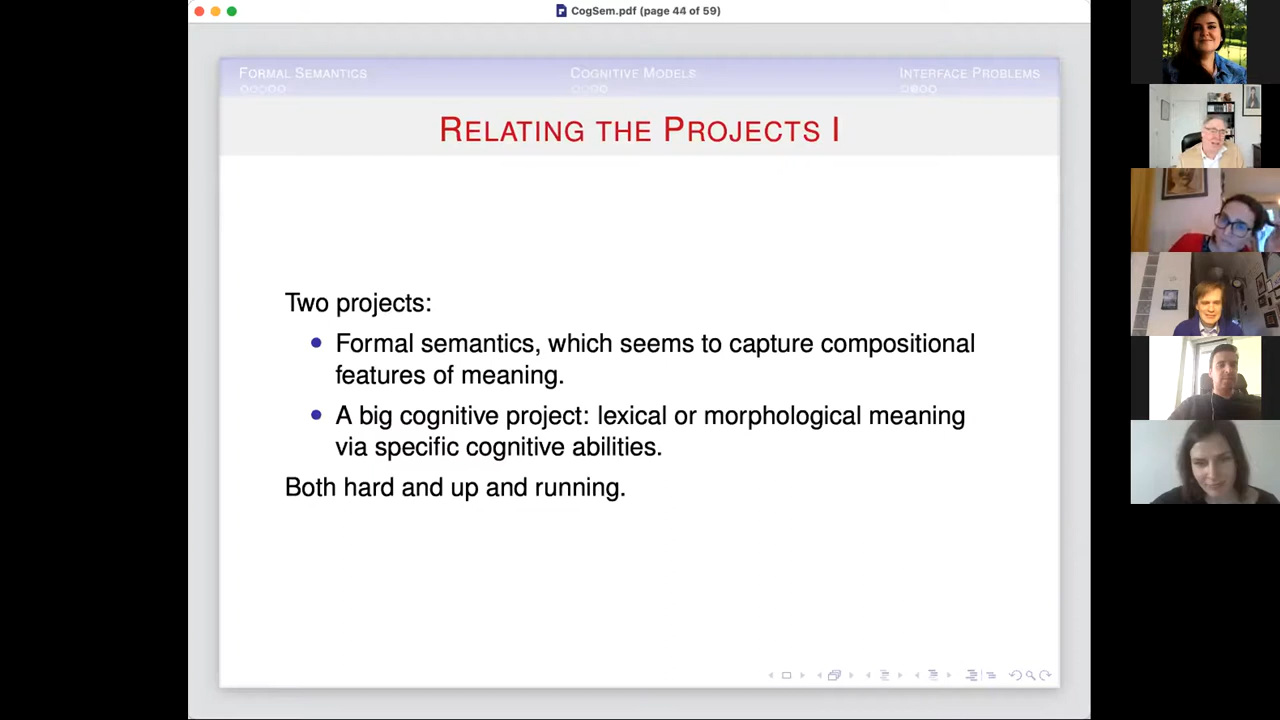 CogSem.pdf (page 44 of 59)
FORMAL SEMANTICS COGNITIVE MODELS INTERFACE PROBLEMS
RELATING THE PROJECTS I
Two projects:
• Formal semantics, which seems to capture compositional
features of meaning.
• A big cognitive project: lexical or morphological meaning
via specific cognitive abilities.
Both hard and up and running.